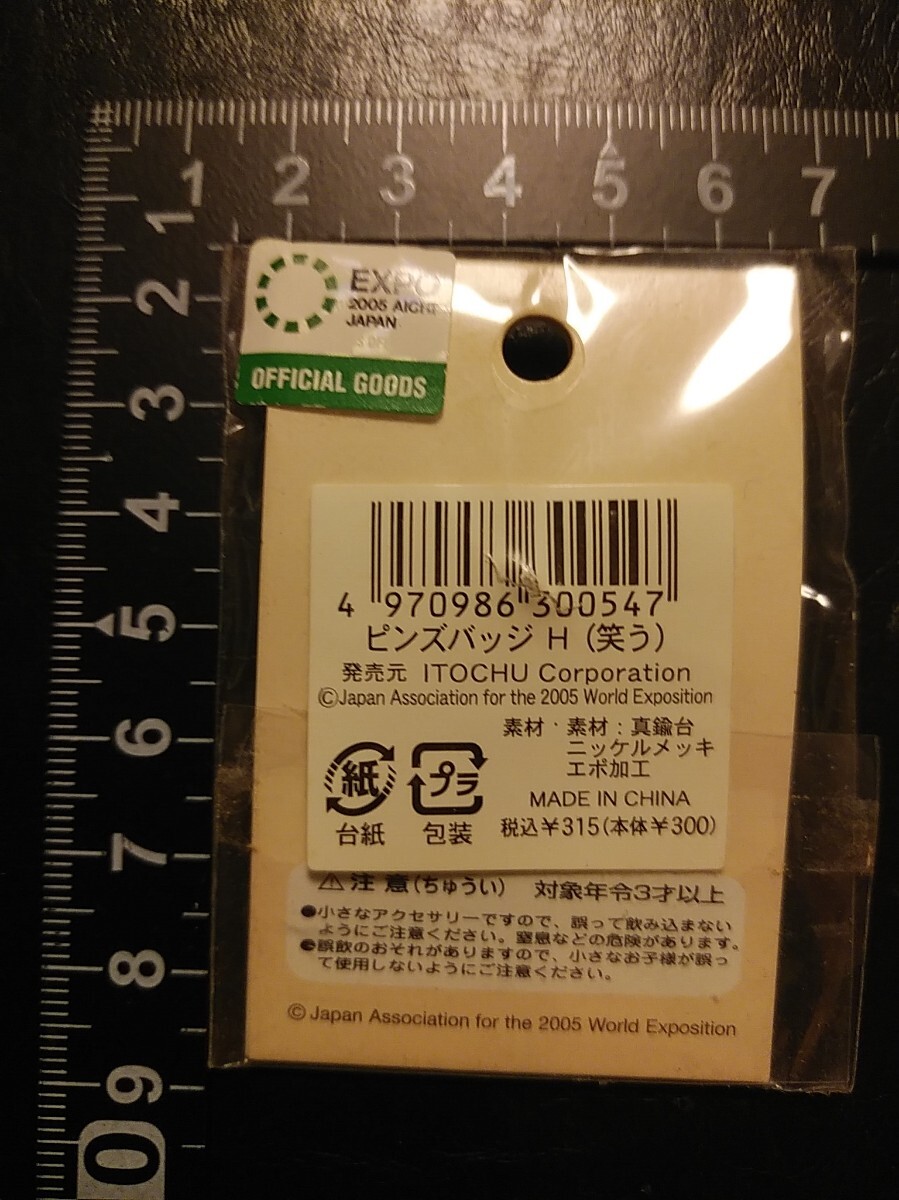 1 2 3 4 5 6 7
1
2
3
4
5
6
7
8
9
0
EXPO
2005 AICHI
JAPAN
OFFICIAL GOODS
4 970986 300547
ピンズバッジ H (笑う)
発売元 ITOCHU Corporation
©Japan Association for the 2005 World Exposition
素材・素材：真鍮台
ニッケルメッキ
エポ加工
紙 プラ
台紙 包装
MADE IN CHINA
税込¥315(本体¥300)
⚠注意(ちゅうい) 対象年令3才以上
●小さなアクセサリーですので、誤って飲み込まない
ようにご注意ください。窒息などの危険があります。
●誤飲のおそれがありますので、小さなお子様が誤っ
て使用しないようにご注意ください。
© Japan Association for the 2005 World Exposition